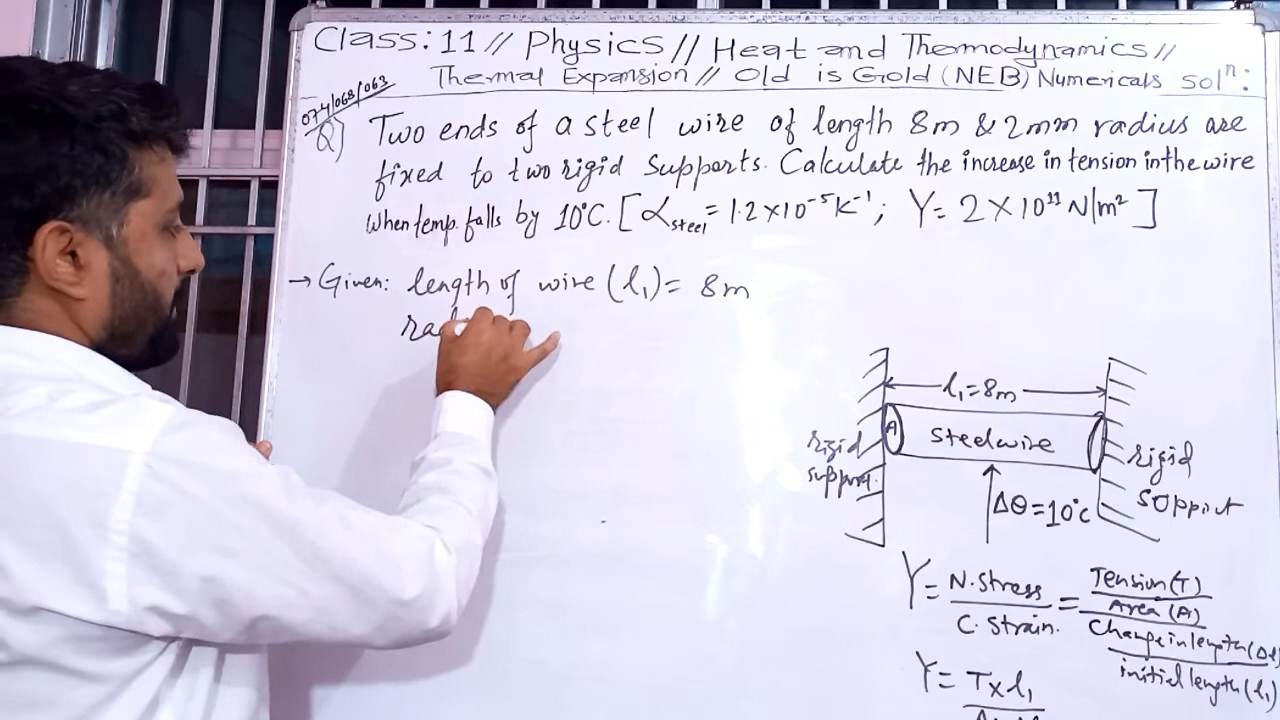 Class: 11 // Physics // Heat and Thermodynamics //
Thermal Expansion // Old is Gold (NEB) Numericals solⁿ:
074/068/063
Q) Two ends of a steel wire of length 8m & 2mm radius are
fixed to two rigid supports. Calculate the increase in tension in the wire
when temp. falls by 10°C. [αsteel = 1.2 × 10⁻⁵ K⁻¹; Y = 2 × 10¹¹ N/m²]
→ Given: length of wire (l₁) = 8m
l₁ = 8m
A Steel wire
rigid
support.
rigid
Δθ = 10°C
Y = N. Stress / C. Strain. = Tension (T) / Area (A) / Change in length (Δl) / initial length (l₁)
Y = T × l₁